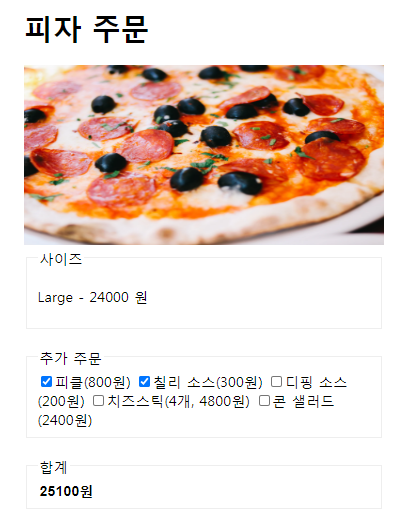 피자 주문
사이즈
Large - 24000 원
추가 주문
피클(800원) 칠리 소스(300원) 디핑 소스
(200원) 치즈스틱(4개, 4800원) 콘 샐러드
(2400원)
합계
25100원